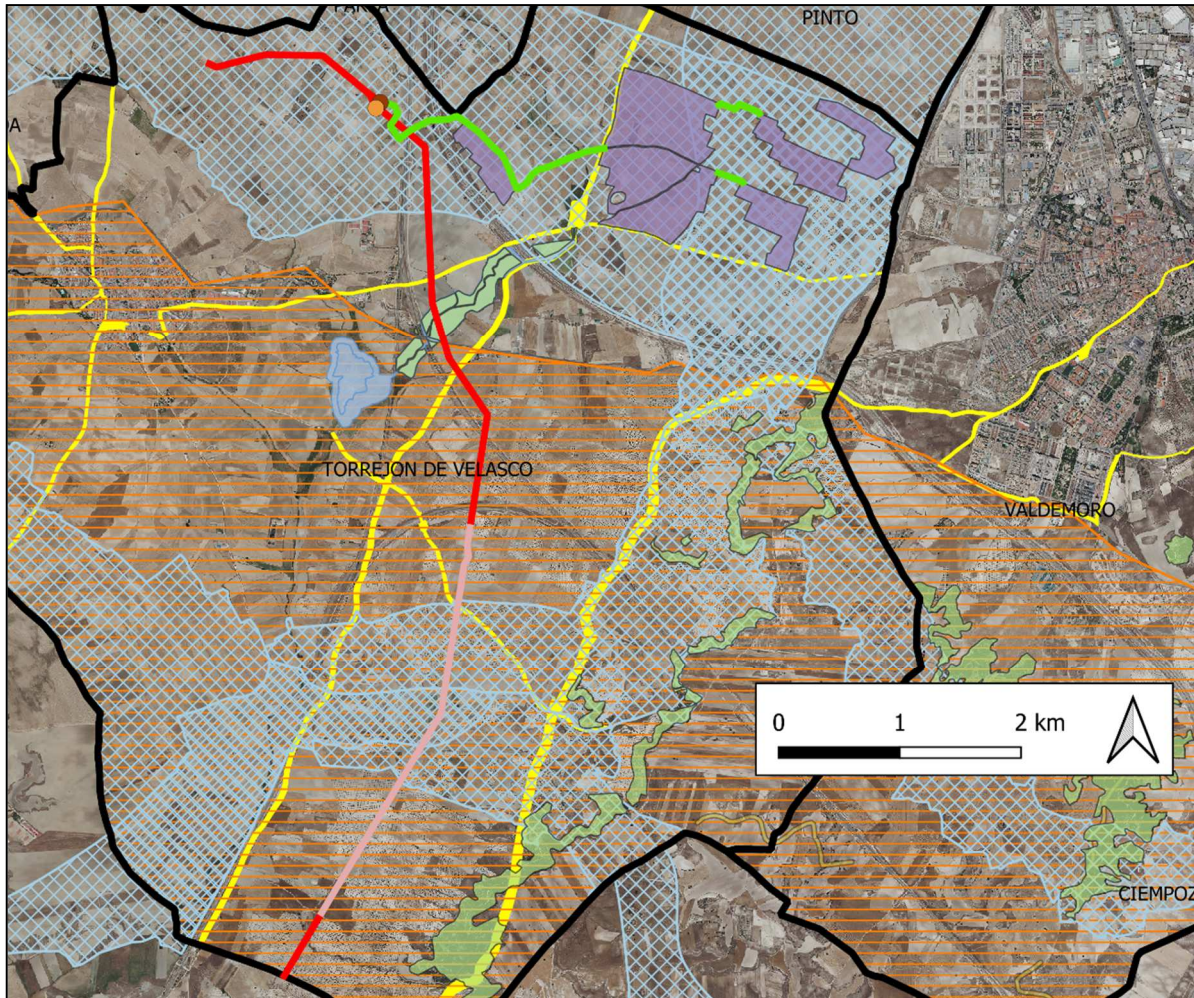 PINTO
A
TORREJON DE VELASCO
VALDEMORO
0 1 2 km
CIEMPOZ